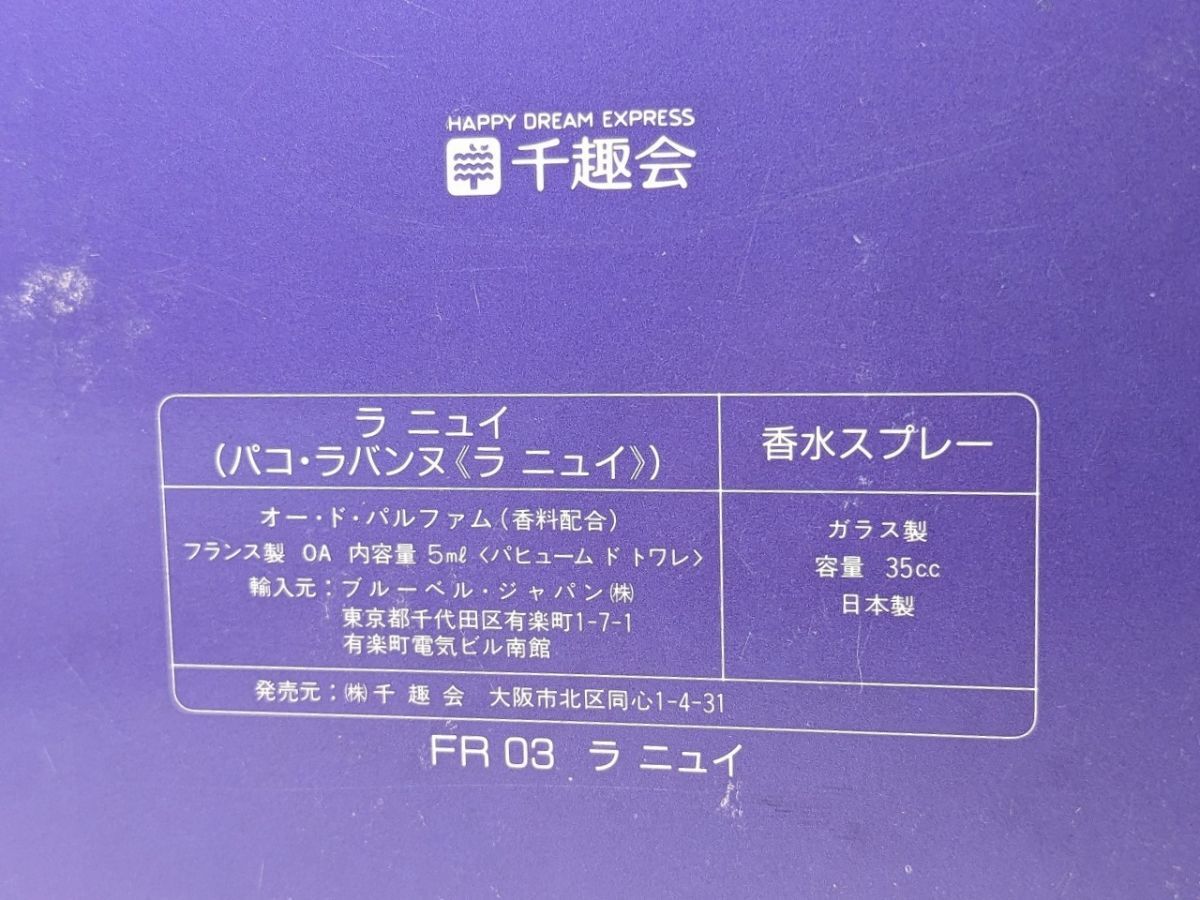 HAPPY DREAM EXPRESS
千趣会
ラ ニュイ
(パコ・ラバンヌ《ラ ニュイ》)
香水スプレー
オー・ド・パルファム(香料配合)
フランス製 OA 内容量 5ml〈パヒューム ド トワレ〉
輸入元:ブルーベル・ジャパン㈱
東京都千代田区有楽町1-7-1
有楽町電気ビル南館
ガラス製
容量 35cc
日本製
発売元:㈱千趣会 大阪市北区同心1-4-31
FR 03 ラ ニュイ